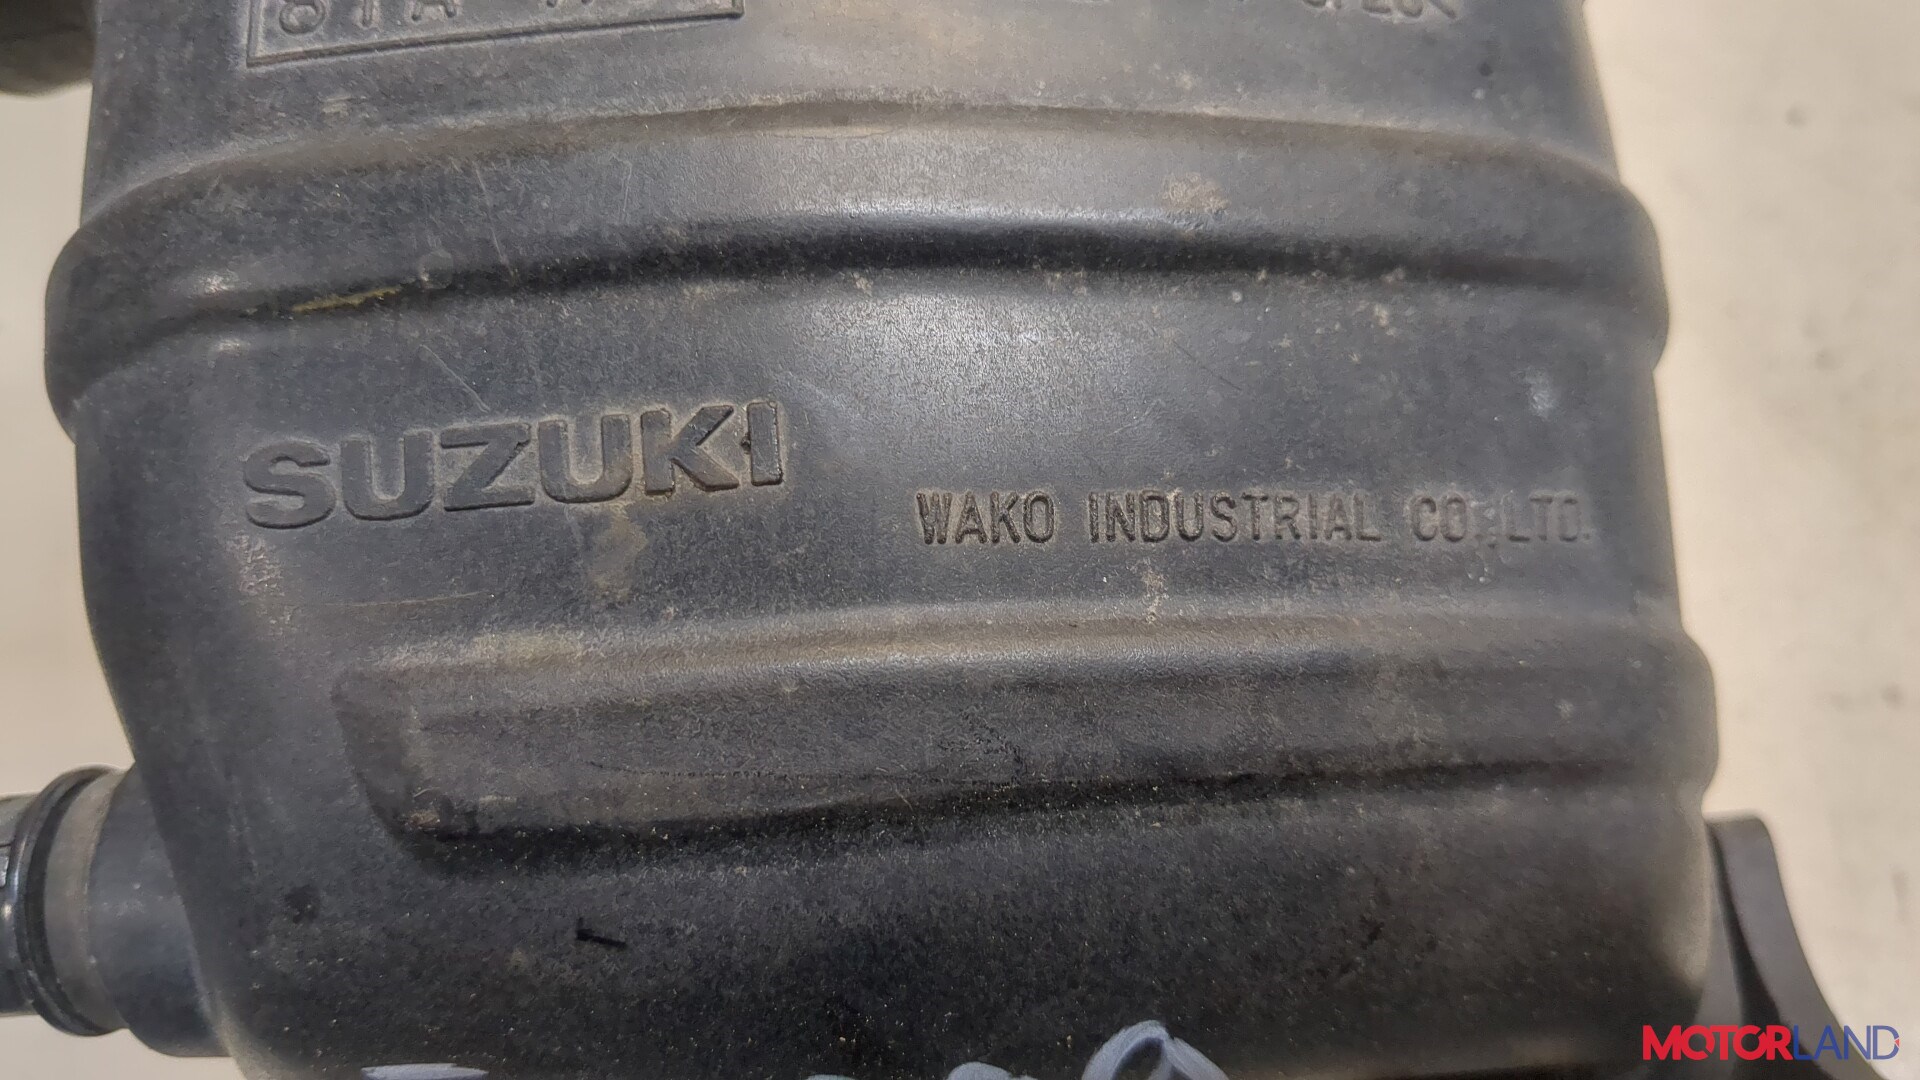 SUZUKI
WAKO INDUSTRIAL CO.,LTD.
MOTORLAND